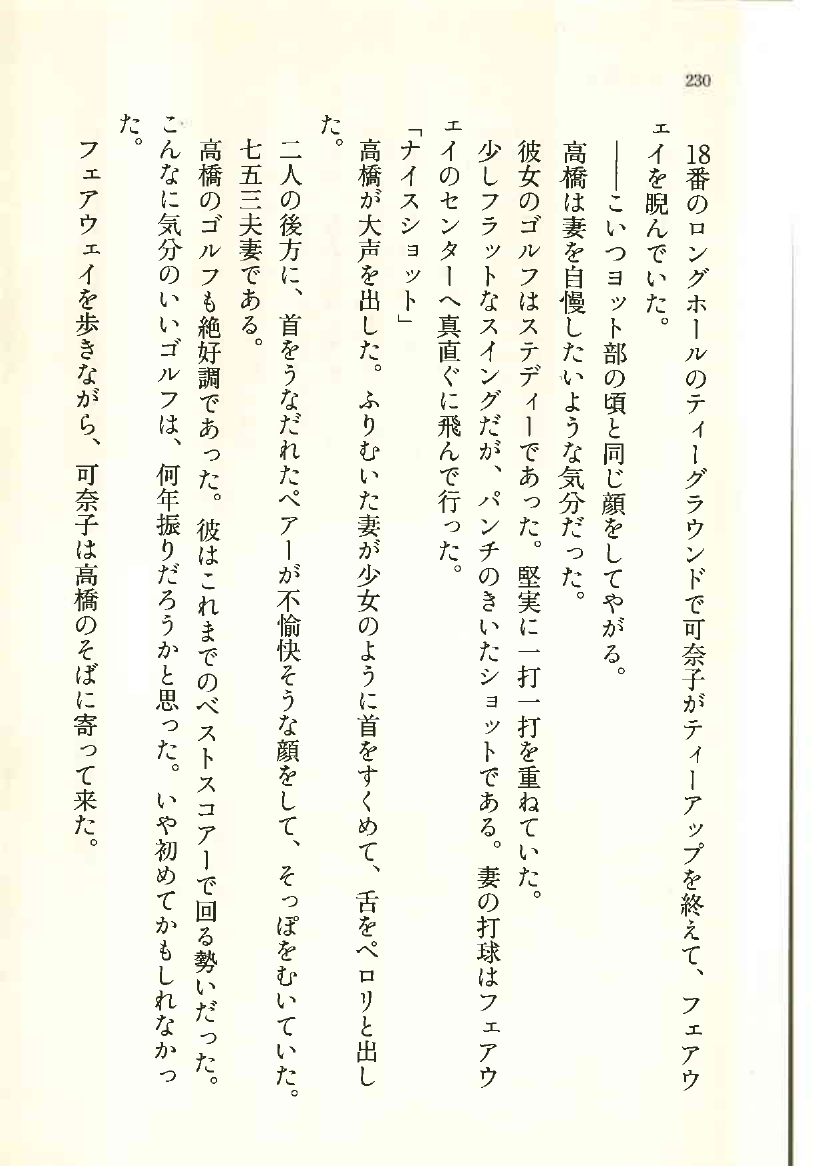 230
18番のロングホールのティーグラウンドで可奈子がティーアップを終えて、フェアウ
ェイを睨んでいた。
――こいつヨット部の頃と同じ顔をしてやがる。
高橋は妻を自慢したいような気分だった。
彼女のゴルフはステディーであった。堅実に一打一打を重ねていた。
少しフラットなスイングだが、パンチのきいたショットである。妻の打球はフェアウ
ェイのセンターへ真直ぐに飛んで行った。
「ナイスショット」
高橋が大声を出した。ふりむいた妻が少女のように首をすくめて、舌をペロリと出し
た。
二人の後方に、首をうなだれたペアーが不愉快そうな顔をして、そっぽをむいていた。
七五三夫妻である。
高橋のゴルフも絶好調であった。彼はこれまでのベストスコアーで回る勢いだった。
こんなに気分のいいゴルフは、何年振りだろうかと思った。いや初めてかもしれなかっ
た。
フェアウェイを歩きながら、可奈子は高橋のそばに寄って来た。